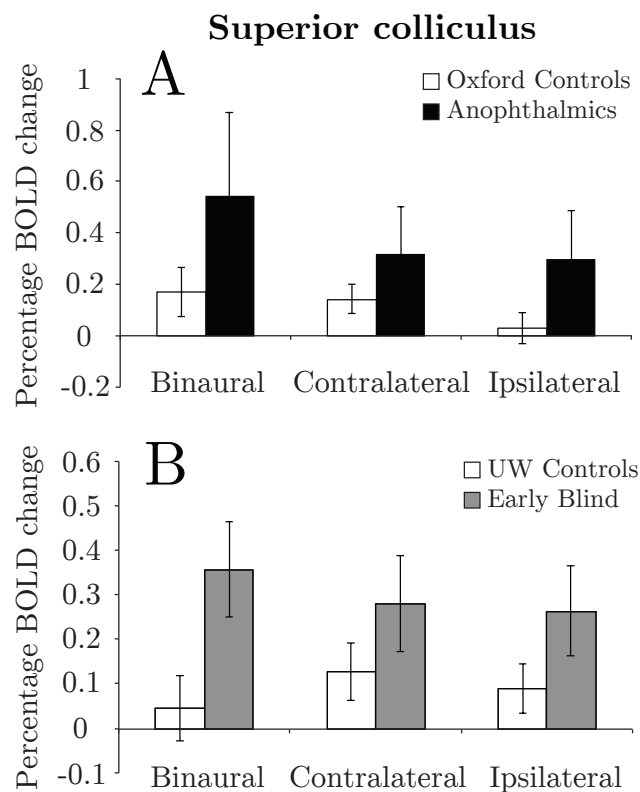 Superior colliculus
A
Oxford Controls
Anophthalmics
Percentage BOLD change
1
0.8
0.6
0.4
0.2
0
-0.2
Binaural Contralateral Ipsilateral
B
UW Controls
Early Blind
Percentage BOLD change
0.6
0.5
0.4
0.3
0.2
0.1
0
-0.1
Binaural Contralateral Ipsilateral